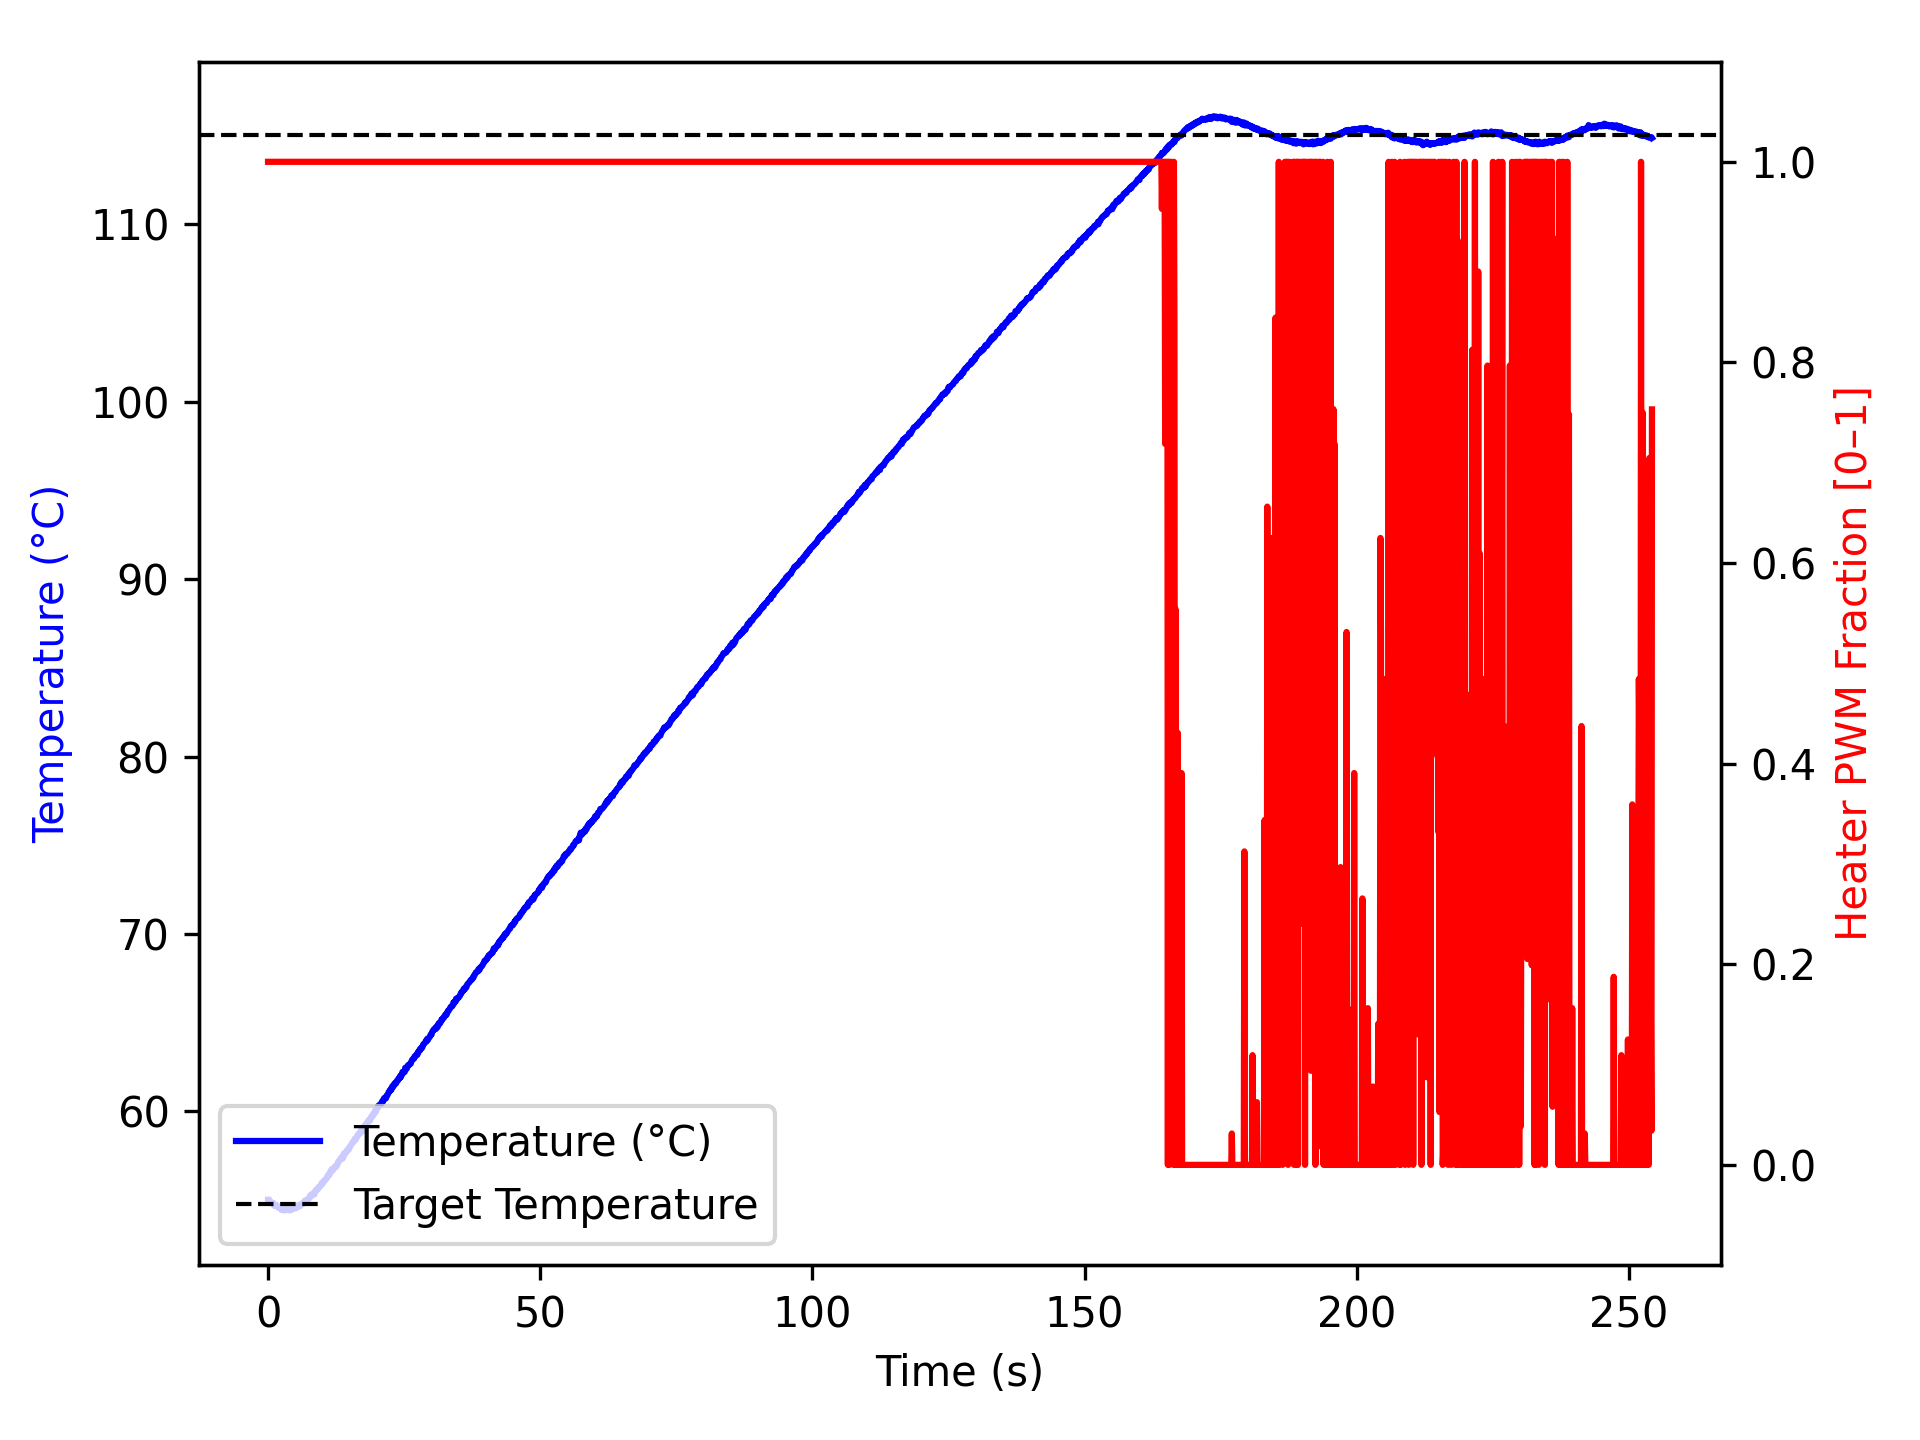 110
100
90
80
70
60
Temperature (°C)
1.0
0.8
0.6
0.4
0.2
0.0
Heater PWM Fraction [0–1]
Temperature (°C)
Target Temperature
0 50 100 150 200 250
Time (s)